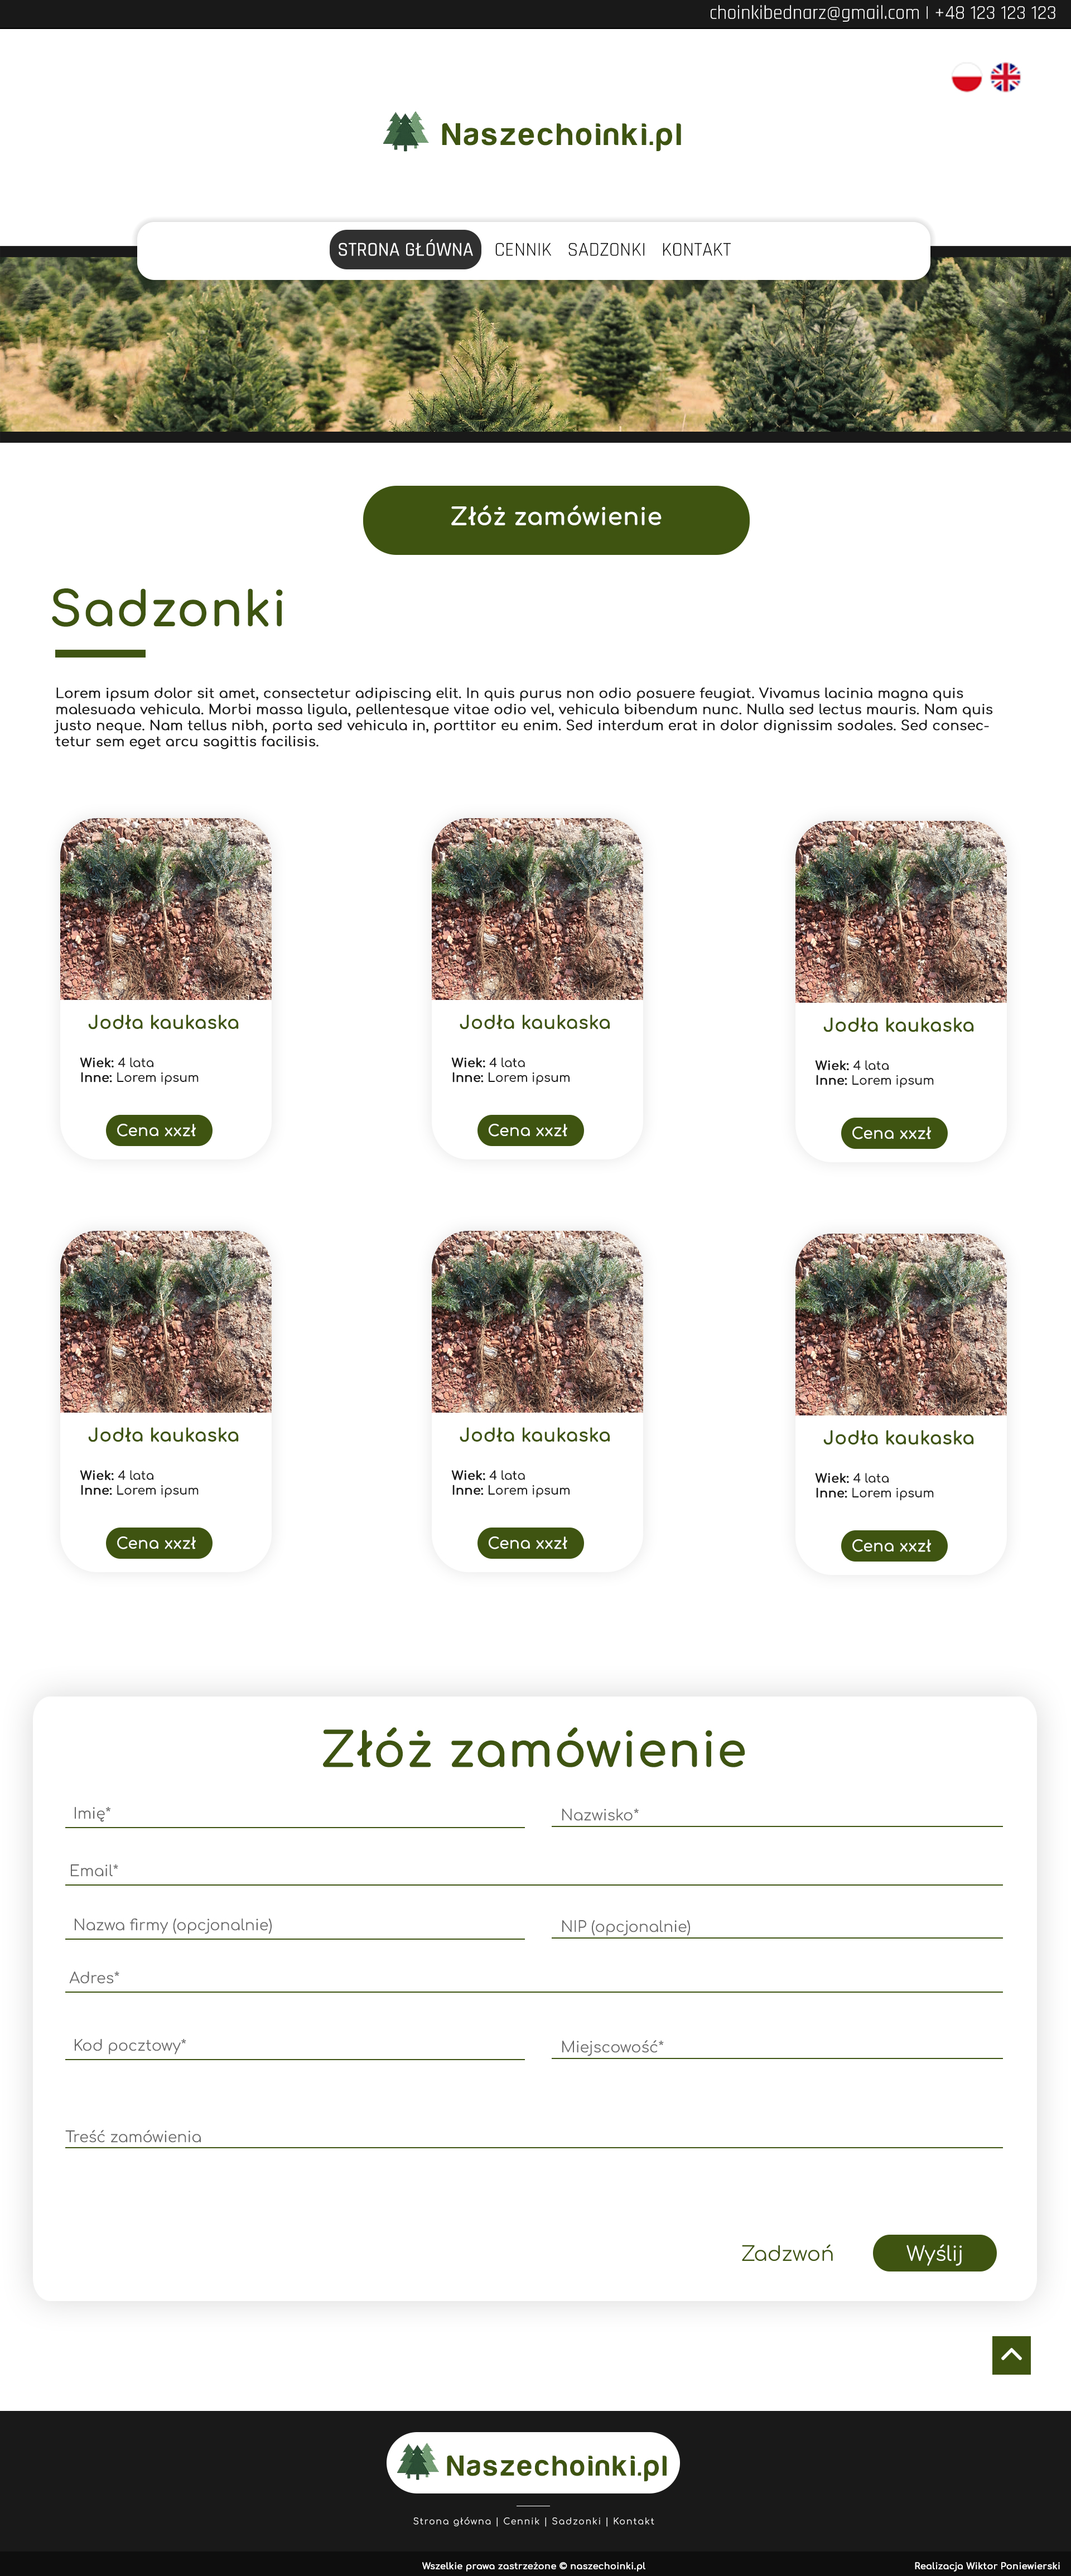 choinkibednarz@gmail.com | +48 123 123 123
Naszechoinki.pl
STRONA GŁÓWNA CENNIK SADZONKI KONTAKT
Złóż zamówienie
Sadzonki
Lorem ipsum dolor sit amet, consectetur adipiscing elit. In quis purus non odio posuere feugiat. Vivamus lacinia magna quis
malesuada vehicula. Morbi massa ligula, pellentesque vitae odio vel, vehicula bibendum nunc. Nulla sed lectus mauris. Nam quis
justo neque. Nam tellus nibh, porta sed vehicula in, porttitor eu enim. Sed interdum erat in dolor dignissim sodales. Sed consec-
tetur sem eget arcu sagittis facilisis.
Jodła kaukaska
Wiek: 4 lata
Inne: Lorem ipsum
Cena xxzł
Jodła kaukaska
Wiek: 4 lata
Inne: Lorem ipsum
Cena xxzł
Jodła kaukaska
Wiek: 4 lata
Inne: Lorem ipsum
Cena xxzł
Jodła kaukaska
Wiek: 4 lata
Inne: Lorem ipsum
Cena xxzł
Jodła kaukaska
Wiek: 4 lata
Inne: Lorem ipsum
Cena xxzł
Jodła kaukaska
Wiek: 4 lata
Inne: Lorem ipsum
Cena xxzł
Złóż zamówienie
Imię*
Nazwisko*
Email*
Nazwa firmy (opcjonalnie)
NIP (opcjonalnie)
Adres*
Kod pocztowy*
Miejscowość*
Treść zamówienia
Zadzwoń
Wyślij
Naszechoinki.pl
Strona główna | Cennik | Sadzonki | Kontakt
Wszelkie prawa zastrzeżone © naszechoinki.pl
Realizacja Wiktor Poniewierski